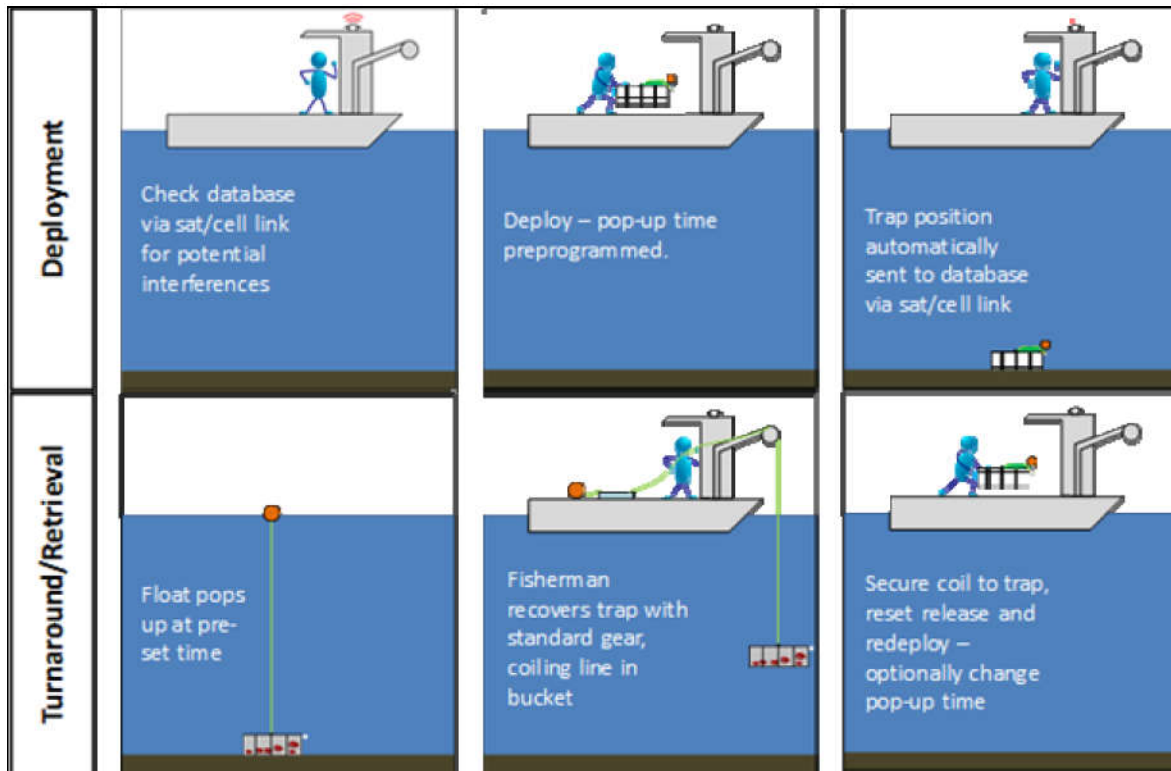 Deployment
Check database
via sat/cell link
for potential
interferences
Deploy – pop-up time
preprogrammed.
Trap position
automatically
sent to database
via sat/cell link
Turnaround/Retrieval
Float pops
up at pre-
set time
Fisherman
recovers trap with
standard gear,
coiling line in
bucket
Secure coil to trap,
reset release and
redeploy –
optionally change
pop-up time